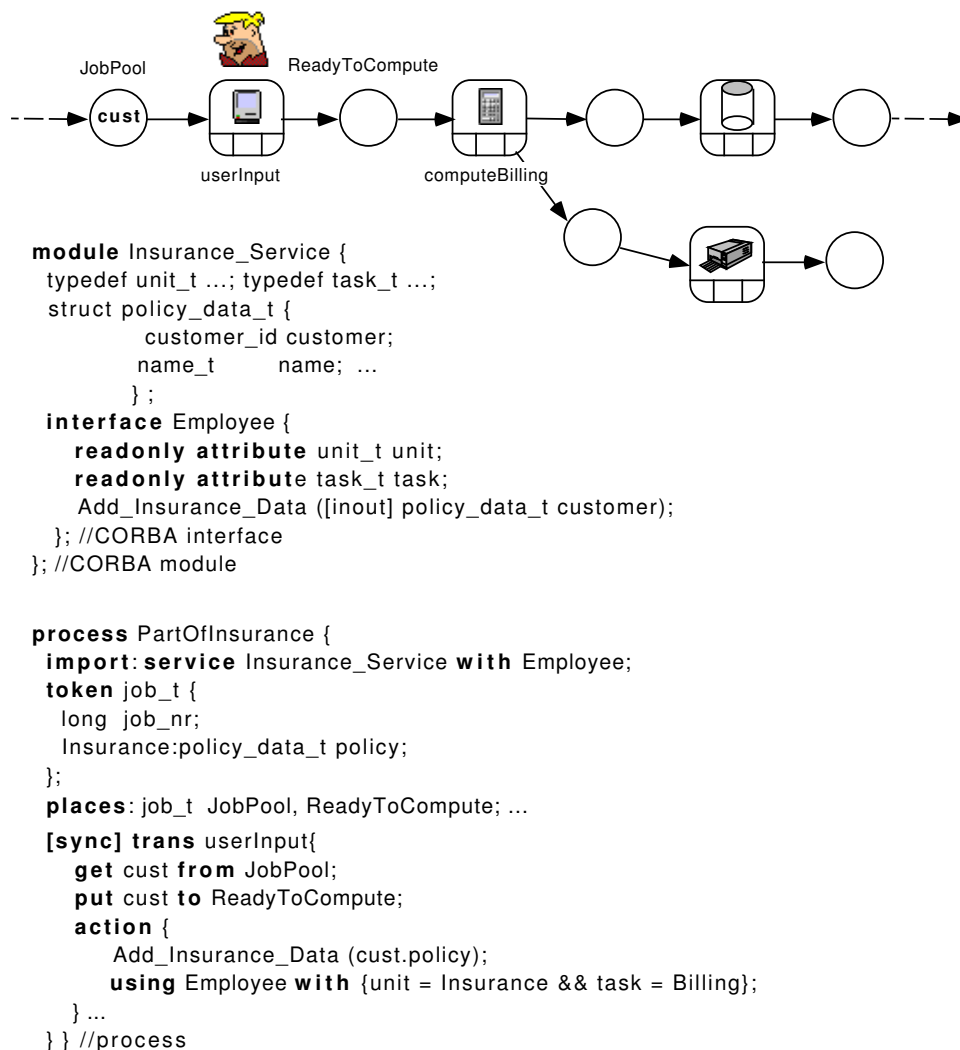 JobPool
ReadyToCompute
cust
userInput
computeBilling
module Insurance_Service {
typedef unit_t ...; typedef task_t ...;
struct policy_data_t {
customer_id customer;
name_t name; ...
} ;
interface Employee {
readonly attribute unit_t unit;
readonly attribute task_t task;
Add_Insurance_Data ([inout] policy_data_t customer);
}; //CORBA interface
}; //CORBA module
process PartOfInsurance {
import: service Insurance_Service with Employee;
token job_t {
long job_nr;
Insurance:policy_data_t policy;
};
places: job_t JobPool, ReadyToCompute; ...
[sync] trans userInput{
get cust from JobPool;
put cust to ReadyToCompute;
action {
Add_Insurance_Data (cust.policy);
using Employee with {unit = Insurance && task = Billing};
} ...
} } //process